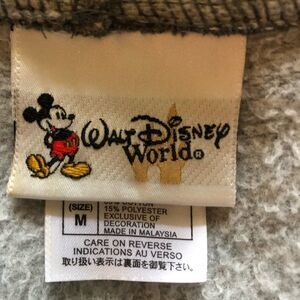 Walt Disney
World®
(SIZE)
M
15% POLYESTER
EXCLUSIVE OF
DECORATION
MADE IN MALAYSIA
CARE ON REVERSE
INDICATIONS AU VERSO
取り扱い表示は裏面を御覧下さい。